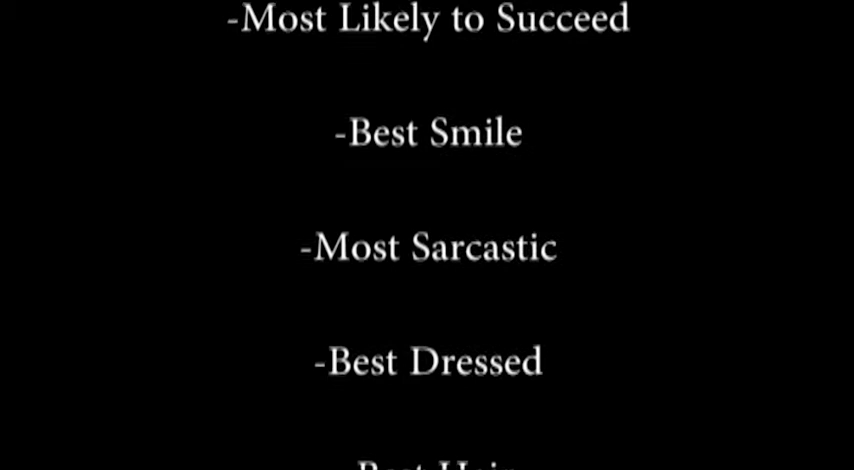 -Most Likely to Succeed
-Best Smile
-Most Sarcastic
-Best Dressed